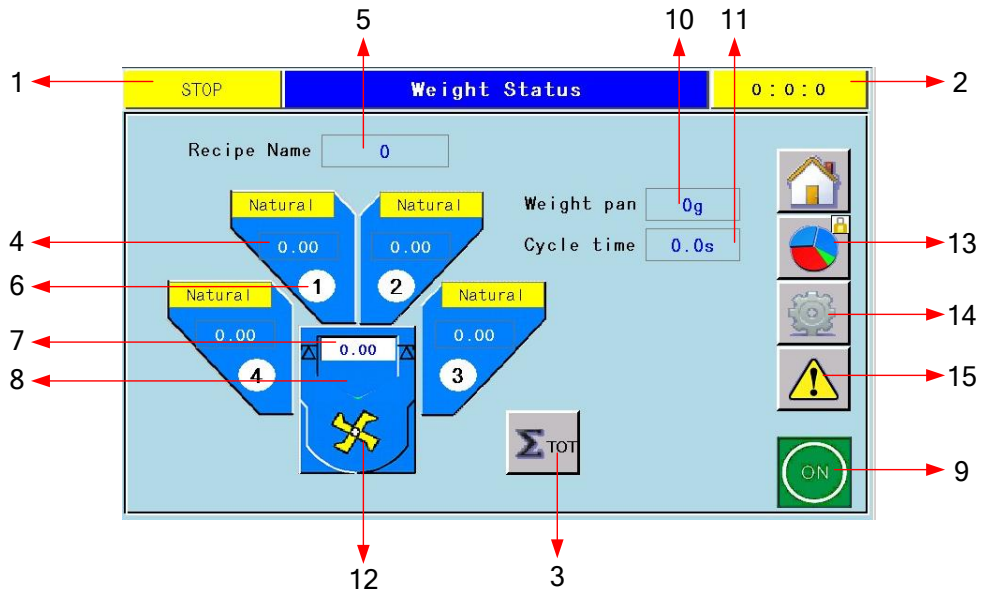 5 10 11
1 STOP Weight Status 0:0:0 2
Recipe Name 0
Natural Natural Weight pan 0g
4 0.00 0.00 Cycle time 0.0s 13
6 1 2
Natural Natural
0.00 0.00 14
7 0.00
8 4 3 15
Σ TOT
ON 9
12 3